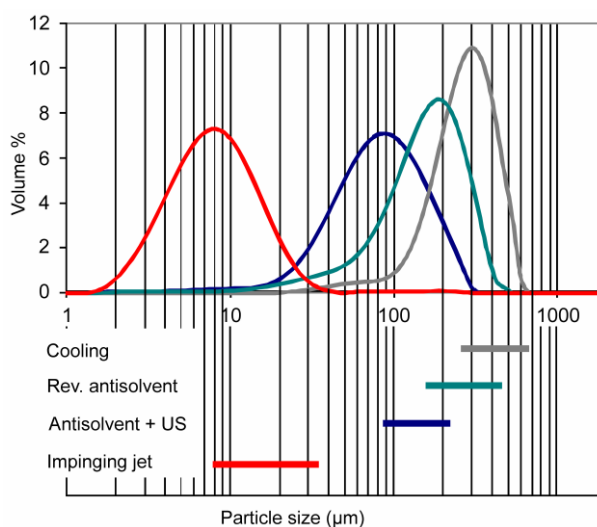 12
10
8
6
4
2
0
Volume %
1 10 100 1000
Cooling
Rev. antisolvent
Antisolvent + US
Impinging jet
Particle size (µm)